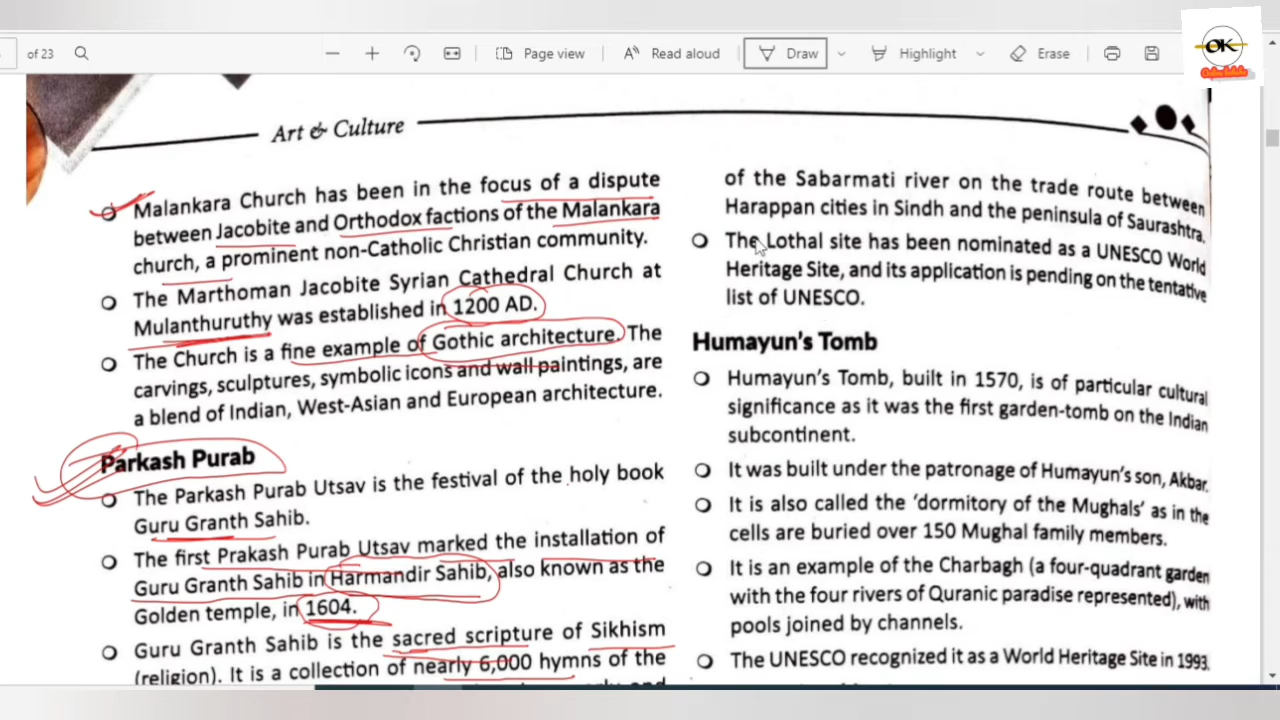 of 23
Page view
Read aloud
Draw
Highlight
Erase
OK
Art & Culture
Malankara Church has been in the focus of a dispute
between Jacobite and Orthodox factions of the Malankara
church, a prominent non-Catholic Christian community.
The Marthoman Jacobite Syrian Cathedral Church at
Mulanthuruthy was established in 1200 AD.
The Church is a fine example of Gothic architecture. The
carvings, sculptures, symbolic icons and wall paintings, are
a blend of Indian, West-Asian and European architecture.
Parkash Purab
The Parkash Purab Utsav is the festival of the holy book
Guru Granth Sahib.
The first Prakash Purab Utsav marked the installation of
Guru Granth Sahib in Harmandir Sahib, also known as the
Golden temple, in 1604.
Guru Granth Sahib is the sacred scripture of Sikhism
(religion). It is a collection of nearly 6,000 hymns of the
of the Sabarmati river on the trade route between
Harappan cities in Sindh and the peninsula of Saurashtra.
The Lothal site has been nominated as a UNESCO World
Heritage Site, and its application is pending on the tentative
list of UNESCO.
Humayun's Tomb
Humayun's Tomb, built in 1570, is of particular cultural
significance as it was the first garden-tomb on the Indian
subcontinent.
It was built under the patronage of Humayun's son, Akbar.
It is also called the 'dormitory of the Mughals' as in the
cells are buried over 150 Mughal family members.
It is an example of the Charbagh (a four-quadrant garden
with the four rivers of Quranic paradise represented), with
pools joined by channels.
The UNESCO recognized it as a World Heritage Site in 1993.